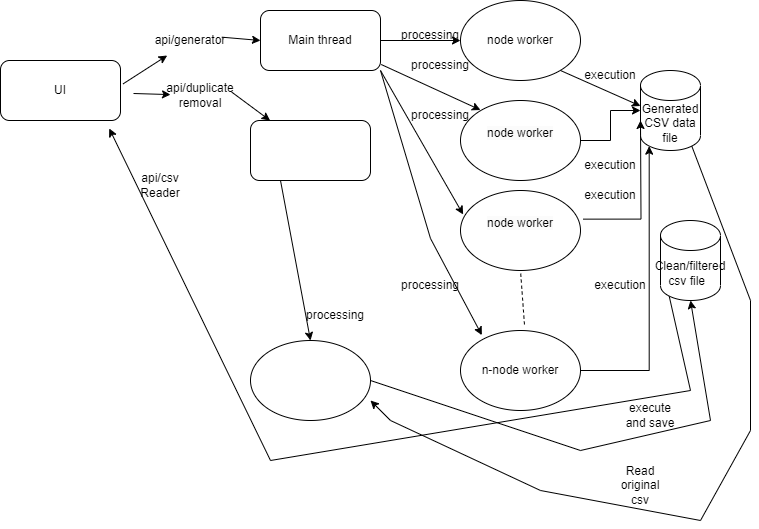 api/generator
Main thread
processing
node worker
processing
execution
UI
api/duplicate
removal
Generated
CSV data
file
processing
node worker
execution
api/csv
Reader
execution
node worker
Clean/filtered
csv file
processing
execution
processing
n-node worker
execute
and save
Read
original
csv